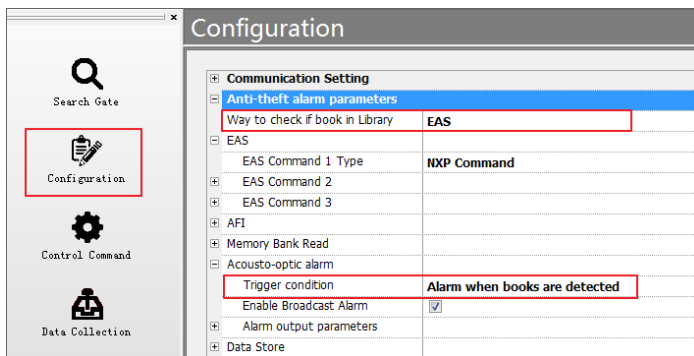 Configuration
Search Gate
Configuration
Control Command
Data Collection
Communication Setting
Anti-theft alarm parameters
Way to check if book in Library EAS
EAS
EAS Command 1 Type NXP Command
EAS Command 2
EAS Command 3
AFI
Memory Bank Read
Acousto-optic alarm
Trigger condition Alarm when books are detected
Enable Broadcast Alarm
Alarm output parameters
Data Store